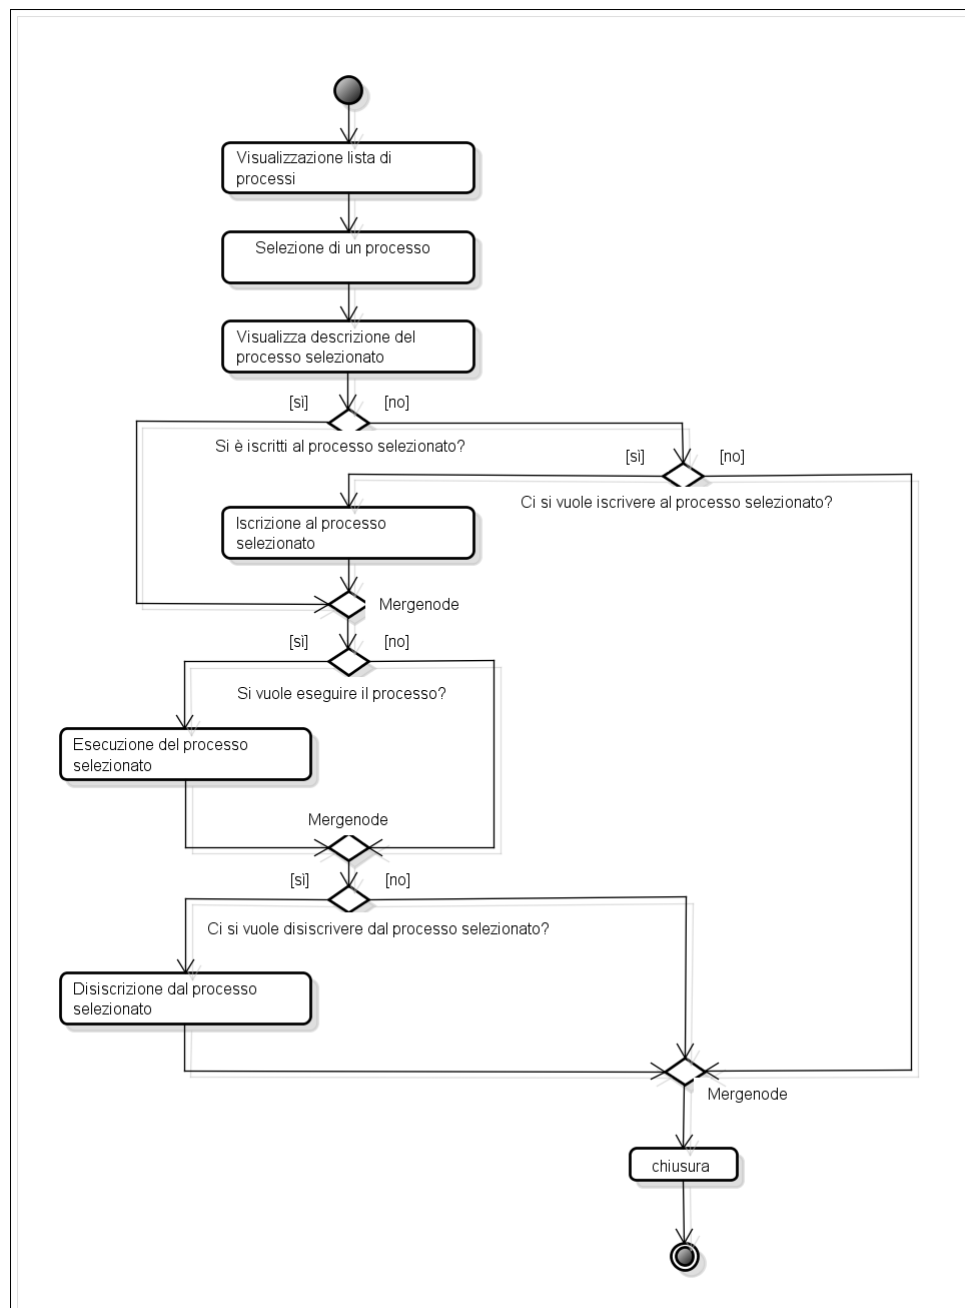 Visualizzazione lista di
processi
Selezione di un processo
Visualizza descrizione del
processo selezionato
[sì]
[no]
Si è iscritti al processo selezionato?
[sì]
[no]
Ci si vuole iscrivere al processo selezionato?
Iscrizione al processo
selezionato
Mergenode
[sì]
[no]
Si vuole eseguire il processo?
Esecuzione del processo
selezionato
Mergenode
[sì]
[no]
Ci si vuole disiscrivere dal processo selezionato?
Disiscrizione dal processo
selezionato
Mergenode
chiusura